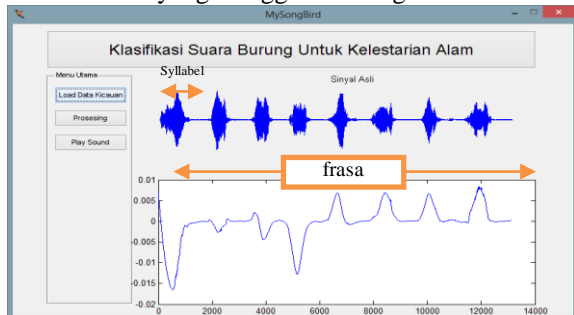 MySongBird
Klasifikasi Suara Burung Untuk Kelestarian Alam
Menu Utama
Load Data Kicauan
Prosesing
Play Sound
Syllabel
Sinyal Asli
frasa
0.01
0.005
0
-0.005
-0.01
-0.015
-0.02
0 2000 4000 6000 8000 10000 12000 14000